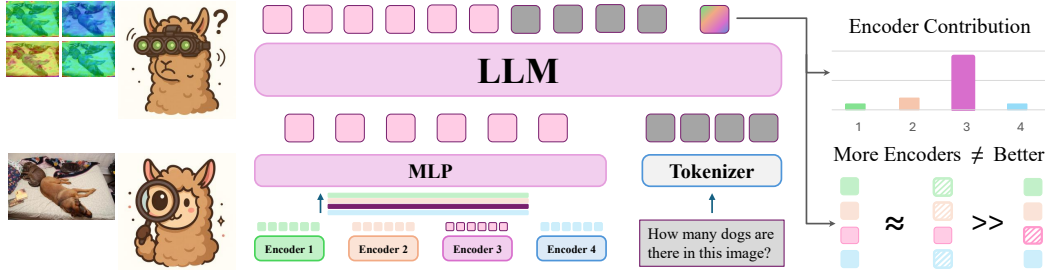 ?
LLM
MLP
Tokenizer
Encoder 1
Encoder 2
Encoder 3
Encoder 4
How many dogs are
there in this image?
Encoder Contribution
1 2 3 4
More Encoders ≠ Better
≈ >>